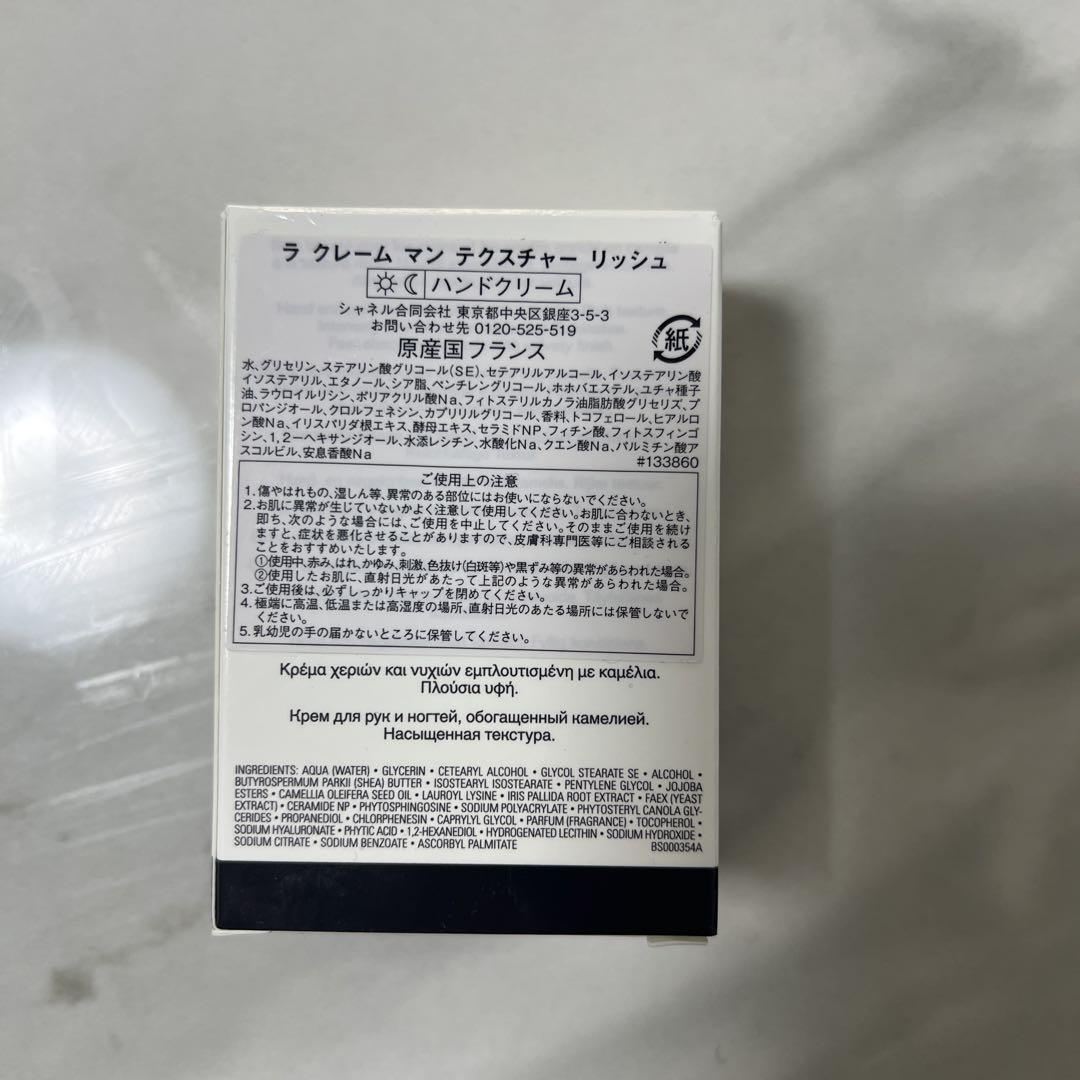 ラ クレーム マン テクスチャー リッシュ
ハンドクリーム
シャネル合同会社 東京都中央区銀座3-5-3
お問い合わせ先 0120-525-519
原産国フランス
紙
水、グリセリン、ステアリン酸グリコール(SE)、セテアリルアルコール、イソステアリン酸
イソステアリル、エタノール、シア脂、ペンチレングリコール、ホホバエステル、ユチャ種子
油、ラウロイルリシン、ポリアクリル酸Na、フィトステリルカノラ油脂肪酸グリセリズ、プ
ロパンジオール、クロルフェネシン、カプリリルグリコール、香料、トコフェロール、ヒアルロ
ン酸Na、イリスパリダ根エキス、酵母エキス、セラミドNP、フィチン酸、フィトスフィンゴ
シン、1,2-ヘキサンジオール、水添レシチン、水酸化Na、クエン酸Na、パルミチン酸ア
スコルビル、安息香酸Na
#133860
ご使用上の注意
1.傷やはれもの、湿しん等、異常のある部位にはお使いにならないでください。
2.お肌に異常が生じていないかよく注意して使用してください。お肌に合わないとき、
即ち、次のような場合には、ご使用を中止してください。そのままご使用を続け
ますと、症状を悪化させることがありますので、皮膚科専門医等にご相談される
ことをおすすめいたします。
①使用中、赤み、はれ、かゆみ、刺激、色抜け(白斑等)や黒ずみ等の異常があらわれた場合。
②使用したお肌に、直射日光があたって上記のような異常があらわれた場合。
3.ご使用後は、必ずしっかりキャップを閉めてください。
4.極端に高温、低温または高湿度の場所、直射日光のあたる場所には保管しないで
ください。
5.乳幼児の手の届かないところに保管してください。
Κρέμα χεριών και νυχιών εμπλουτισμένη με καμέλια.
Πλούσια υφή.
Крем для рук и ногтей, обогащенный камелией.
Насыщенная текстура.
INGREDIENTS: AQUA (WATER) • GLYCERIN • CETEARYL ALCOHOL • GLYCOL STEARATE SE • ALCOHOL •
BUTYROSPERMUM PARKII (SHEA) BUTTER • ISOSTEARYL ISOSTEARATE • PENTYLENE GLYCOL • JOJOBA
ESTERS • CAMELLIA OLEIFERA SEED OIL • LAUROYL LYSINE • IRIS PALLIDA ROOT EXTRACT • FAEX (YEAST
EXTRACT) • CERAMIDE NP • PHYTOSPHINGOSINE • SODIUM POLYACRYLATE • PHYTOSTERYL CANOLA GLY-
CERIDES • PROPANEDIOL • CHLORPHENESIN • CAPRYLYL GLYCOL • PARFUM (FRAGRANCE) • TOCOPHEROL •
SODIUM HYALURONATE • PHYTIC ACID • 1,2-HEXANEDIOL • HYDROGENATED LECITHIN • SODIUM HYDROXIDE •
SODIUM CITRATE • SODIUM BENZOATE • ASCORBYL PALMITATE
BS000354A